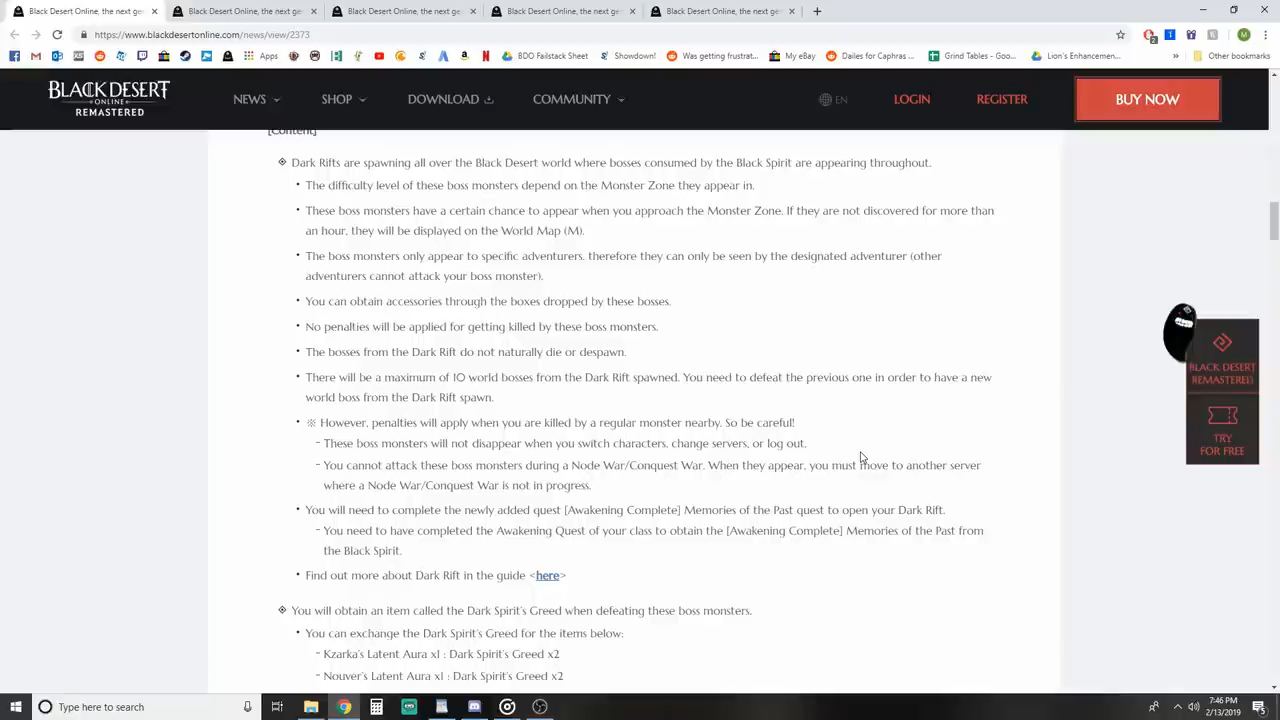 Black Desert Online, the next ge
Black Desert Online, the next ge
Black Desert Online, the next ge
Black Desert Online, the next ge
Black Desert Online, the next ge
https://www.blackdesertonline.com/news/view/2373
Apps
BDO Failstack Sheet
Showdown!
Was getting frustrat...
My eBay
Dailes for Caphras ...
Grind Tables - Goo...
Lion's Enhancemen...
Other bookmarks
BLACK DESERT
ONLINE
REMASTERED
NEWS
SHOP
DOWNLOAD
COMMUNITY
EN
LOGIN
REGISTER
BUY NOW
[Content]
Dark Rifts are spawning all over the Black Desert world where bosses consumed by the Black Spirit are appearing throughout.
• The difficulty level of these boss monsters depend on the Monster Zone they appear in.
• These boss monsters have a certain chance to appear when you approach the Monster Zone. If they are not discovered for more than
an hour, they will be displayed on the World Map (M).
• The boss monsters only appear to specific adventurers, therefore they can only be seen by the designated adventurer (other
adventurers cannot attack your boss monster).
• You can obtain accessories through the boxes dropped by these bosses.
• No penalties will be applied for getting killed by these boss monsters.
• The bosses from the Dark Rift do not naturally die or despawn.
• There will be a maximum of 10 world bosses from the Dark Rift spawned. You need to defeat the previous one in order to have a new
world boss from the Dark Rift spawn.
• ※ However, penalties will apply when you are killed by a regular monster nearby. So be careful!
- These boss monsters will not disappear when you switch characters, change servers, or log out.
- You cannot attack these boss monsters during a Node War/Conquest War. When they appear, you must move to another server
where a Node War/Conquest War is not in progress.
• You will need to complete the newly added quest [Awakening Complete] Memories of the Past quest to open your Dark Rift.
- You need to have completed the Awakening Quest of your class to obtain the [Awakening Complete] Memories of the Past from
the Black Spirit.
• Find out more about Dark Rift in the guide <here>
You will obtain an item called the Dark Spirit's Greed when defeating these boss monsters.
• You can exchange the Dark Spirit's Greed for the items below:
- Kzarka's Latent Aura x1 : Dark Spirit's Greed x2
- Nouver's Latent Aura x1 : Dark Spirit's Greed x2
BLACK DESERT
REMASTERED
TRY
FOR FREE
Type here to search
7:46 PM
2/13/2019